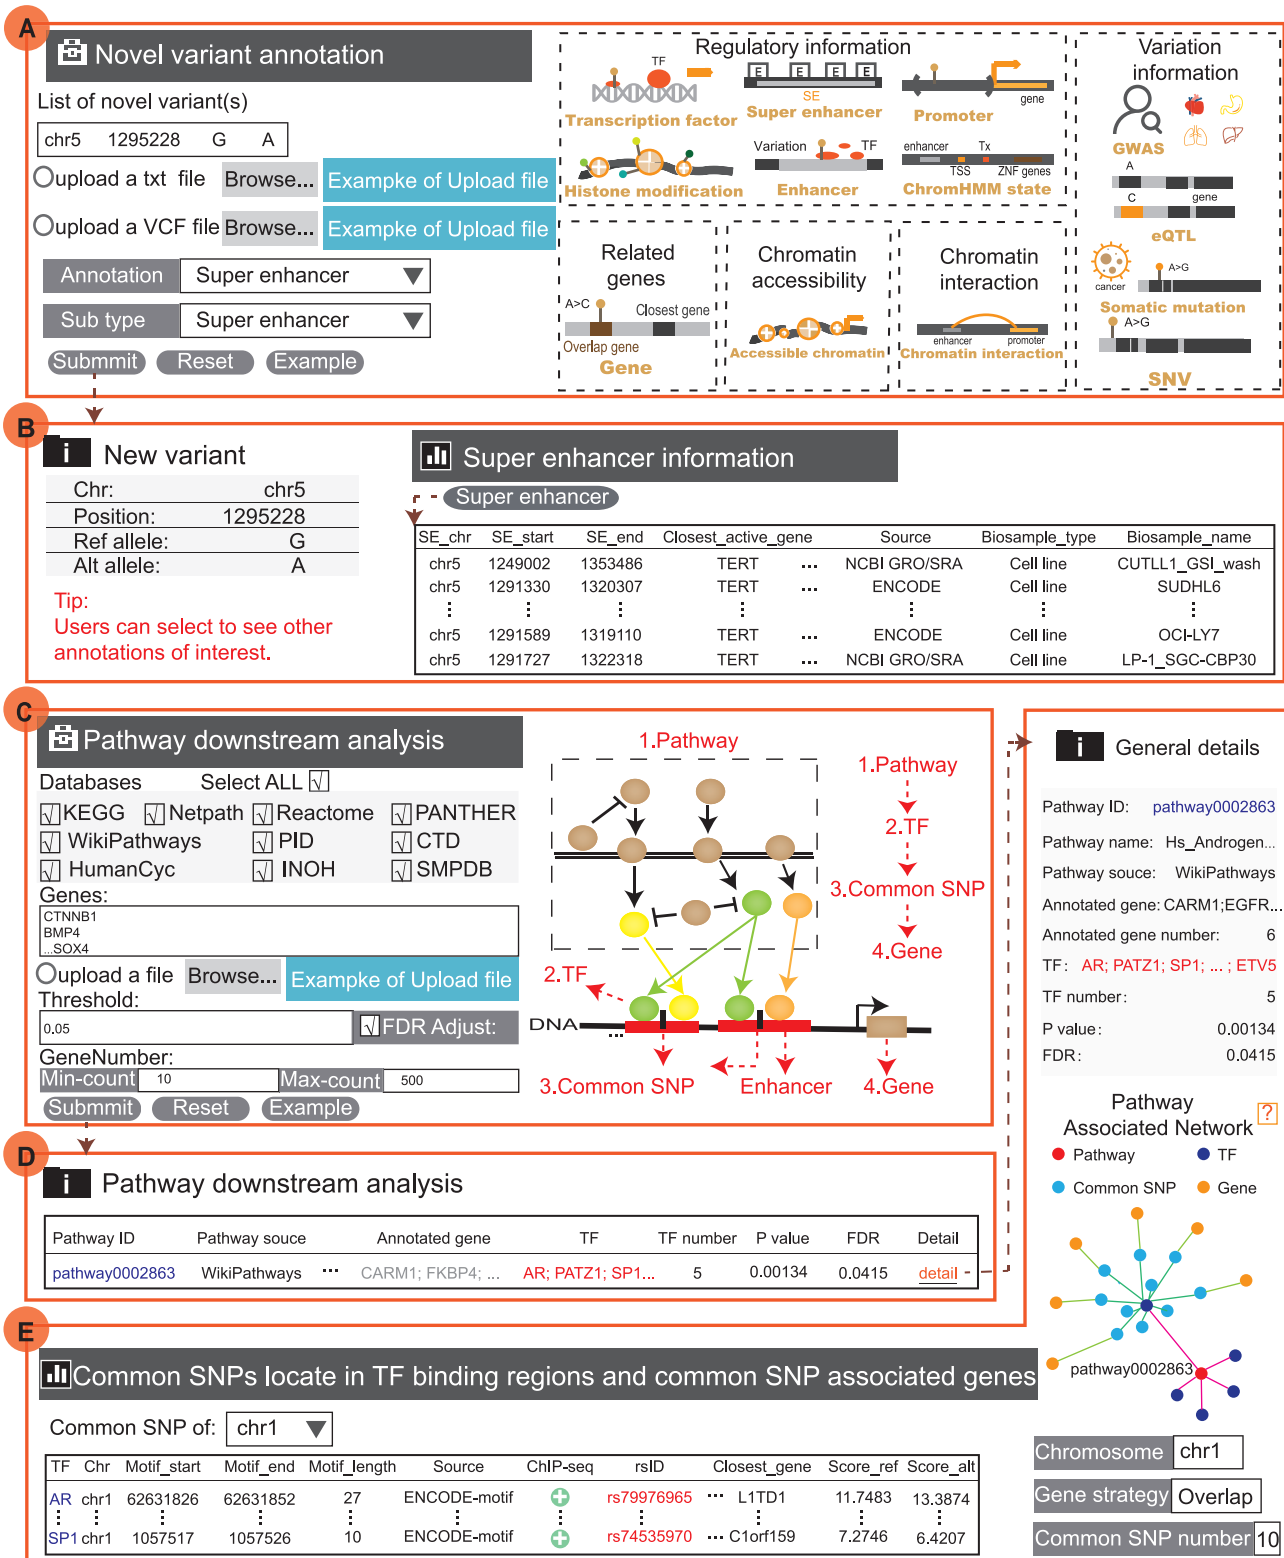 A
Novel variant annotation
List of novel variant(s)
chr5 1295228 G A
upload a txt file Browse... Exampke of Upload file
upload a VCF file Browse... Exampke of Upload file
Annotation Super enhancer
Sub type Super enhancer
Submmit Reset Example
Regulatory information
TF
Transcription factor
E E E E
SE
Super enhancer
gene
Promoter
Histone modification
Variation TF
Enhancer
enhancer Tx
TSS ZNF genes
ChromHMM state
Related
genes
A>C
Closest gene
Overlap gene
Gene
Chromatin
accessibility
Accessible chromatin
Chromatin
interaction
enhancer promoter
Chromatin interaction
Variation
information
GWAS
A
C gene
eQTL
A>G
cancer
Somatic mutation
A>G
SNV
B
i New variant
Chr: chr5
Position: 1295228
Ref allele: G
Alt allele: A
Tip:
Users can select to see other
annotations of interest.
Super enhancer information
Super enhancer
SE_chr SE_start SE_end Closest_active_gene Source Biosample_type Biosample_name
chr5 1249002 1353486 TERT ... NCBI GRO/SRA Cell line CUTLL1_GSI_wash
chr5 1291330 1320307 TERT ... ENCODE Cell line SUDHL6
⋮ ⋮ ⋮ ⋮ ⋮ ⋮ ⋮
chr5 1291589 1319110 TERT ... ENCODE Cell line OCI-LY7
chr5 1291727 1322318 TERT ... NCBI GRO/SRA Cell line LP-1_SGC-CBP30
C
Pathway downstream analysis
Databases Select ALL √
√ KEGG √ Netpath √ Reactome √ PANTHER
√ WikiPathways √ PID √ CTD
√ HumanCyc √ INOH √ SMPDB
Genes:
CTNNB1
BMP4
...SOX4
upload a file Browse... Exampke of Upload file
Threshold:
0.05 √ FDR Adjust:
GeneNumber:
Min-count 10 Max-count 500
Submmit Reset Example
1.Pathway
2.TF
DNA
...
3.Common SNP Enhancer 4.Gene
1.Pathway
2.TF
3.Common SNP
4.Gene
i General details
Pathway ID: pathway0002863
Pathway name: Hs_Androgen...
Pathway souce: WikiPathways
Annotated gene: CARM1;EGFR...
Annotated gene number: 6
TF: AR; PATZ1; SP1; ... ; ETV5
TF number: 5
P value: 0.00134
FDR: 0.0415
Pathway
Associated Network ?
Pathway TF
Common SNP Gene
pathway0002863
Chromosome chr1
Gene strategy Overlap
Common SNP number 10
D
i Pathway downstream analysis
Pathway ID Pathway souce Annotated gene TF TF number P value FDR Detail
pathway0002863 WikiPathways ... CARM1; FKBP4; ... AR; PATZ1; SP1... 5 0.00134 0.0415 detail
E
Common SNPs locate in TF binding regions and common SNP associated genes
Common SNP of: chr1
TF Chr Motif_start Motif_end Motif_length Source ChIP-seq rsID Closest_gene Score_ref Score_alt
AR chr1 62631826 62631852 27 ENCODE-motif rs79976965 ... L1TD1 11.7483 13.3874
⋮ ⋮ ⋮ ⋮ ⋮ ⋮ ⋮ ⋮ ⋮ ⋮ ⋮
SP1 chr1 1057517 1057526 10 ENCODE-motif rs74535970 ... C1orf159 7.2746 6.4207